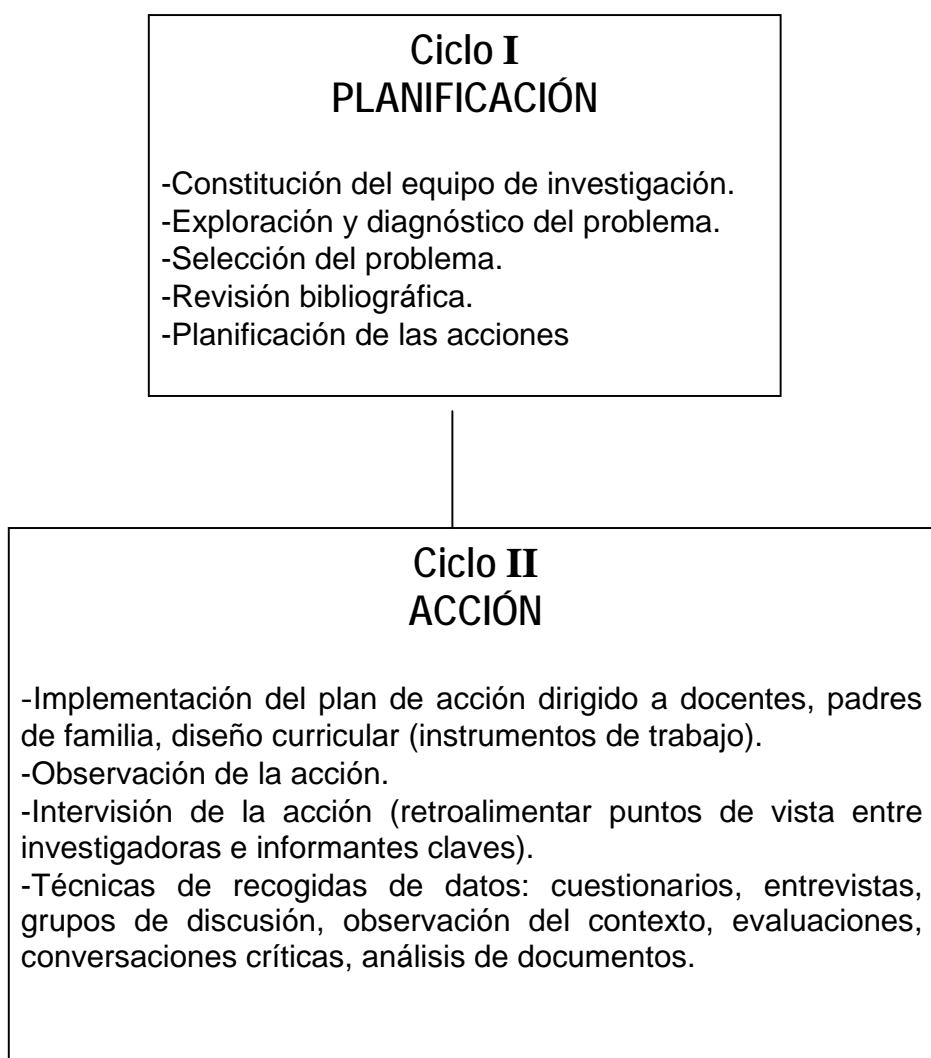 Ciclo I
PLANIFICACIÓN
-Constitución del equipo de investigación.
-Exploración y diagnóstico del problema.
-Selección del problema.
-Revisión bibliográfica.
-Planificación de las acciones
Ciclo II
ACCIÓN
-Implementación del plan de acción dirigido a docentes, padres
de familia, diseño curricular (instrumentos de trabajo).
-Observación de la acción.
-Intervisión de la acción (retroalimentar puntos de vista entre
investigadoras e informantes claves).
-Técnicas de recogidas de datos: cuestionarios, entrevistas,
grupos de discusión, observación del contexto, evaluaciones,
conversaciones críticas, análisis de documentos.